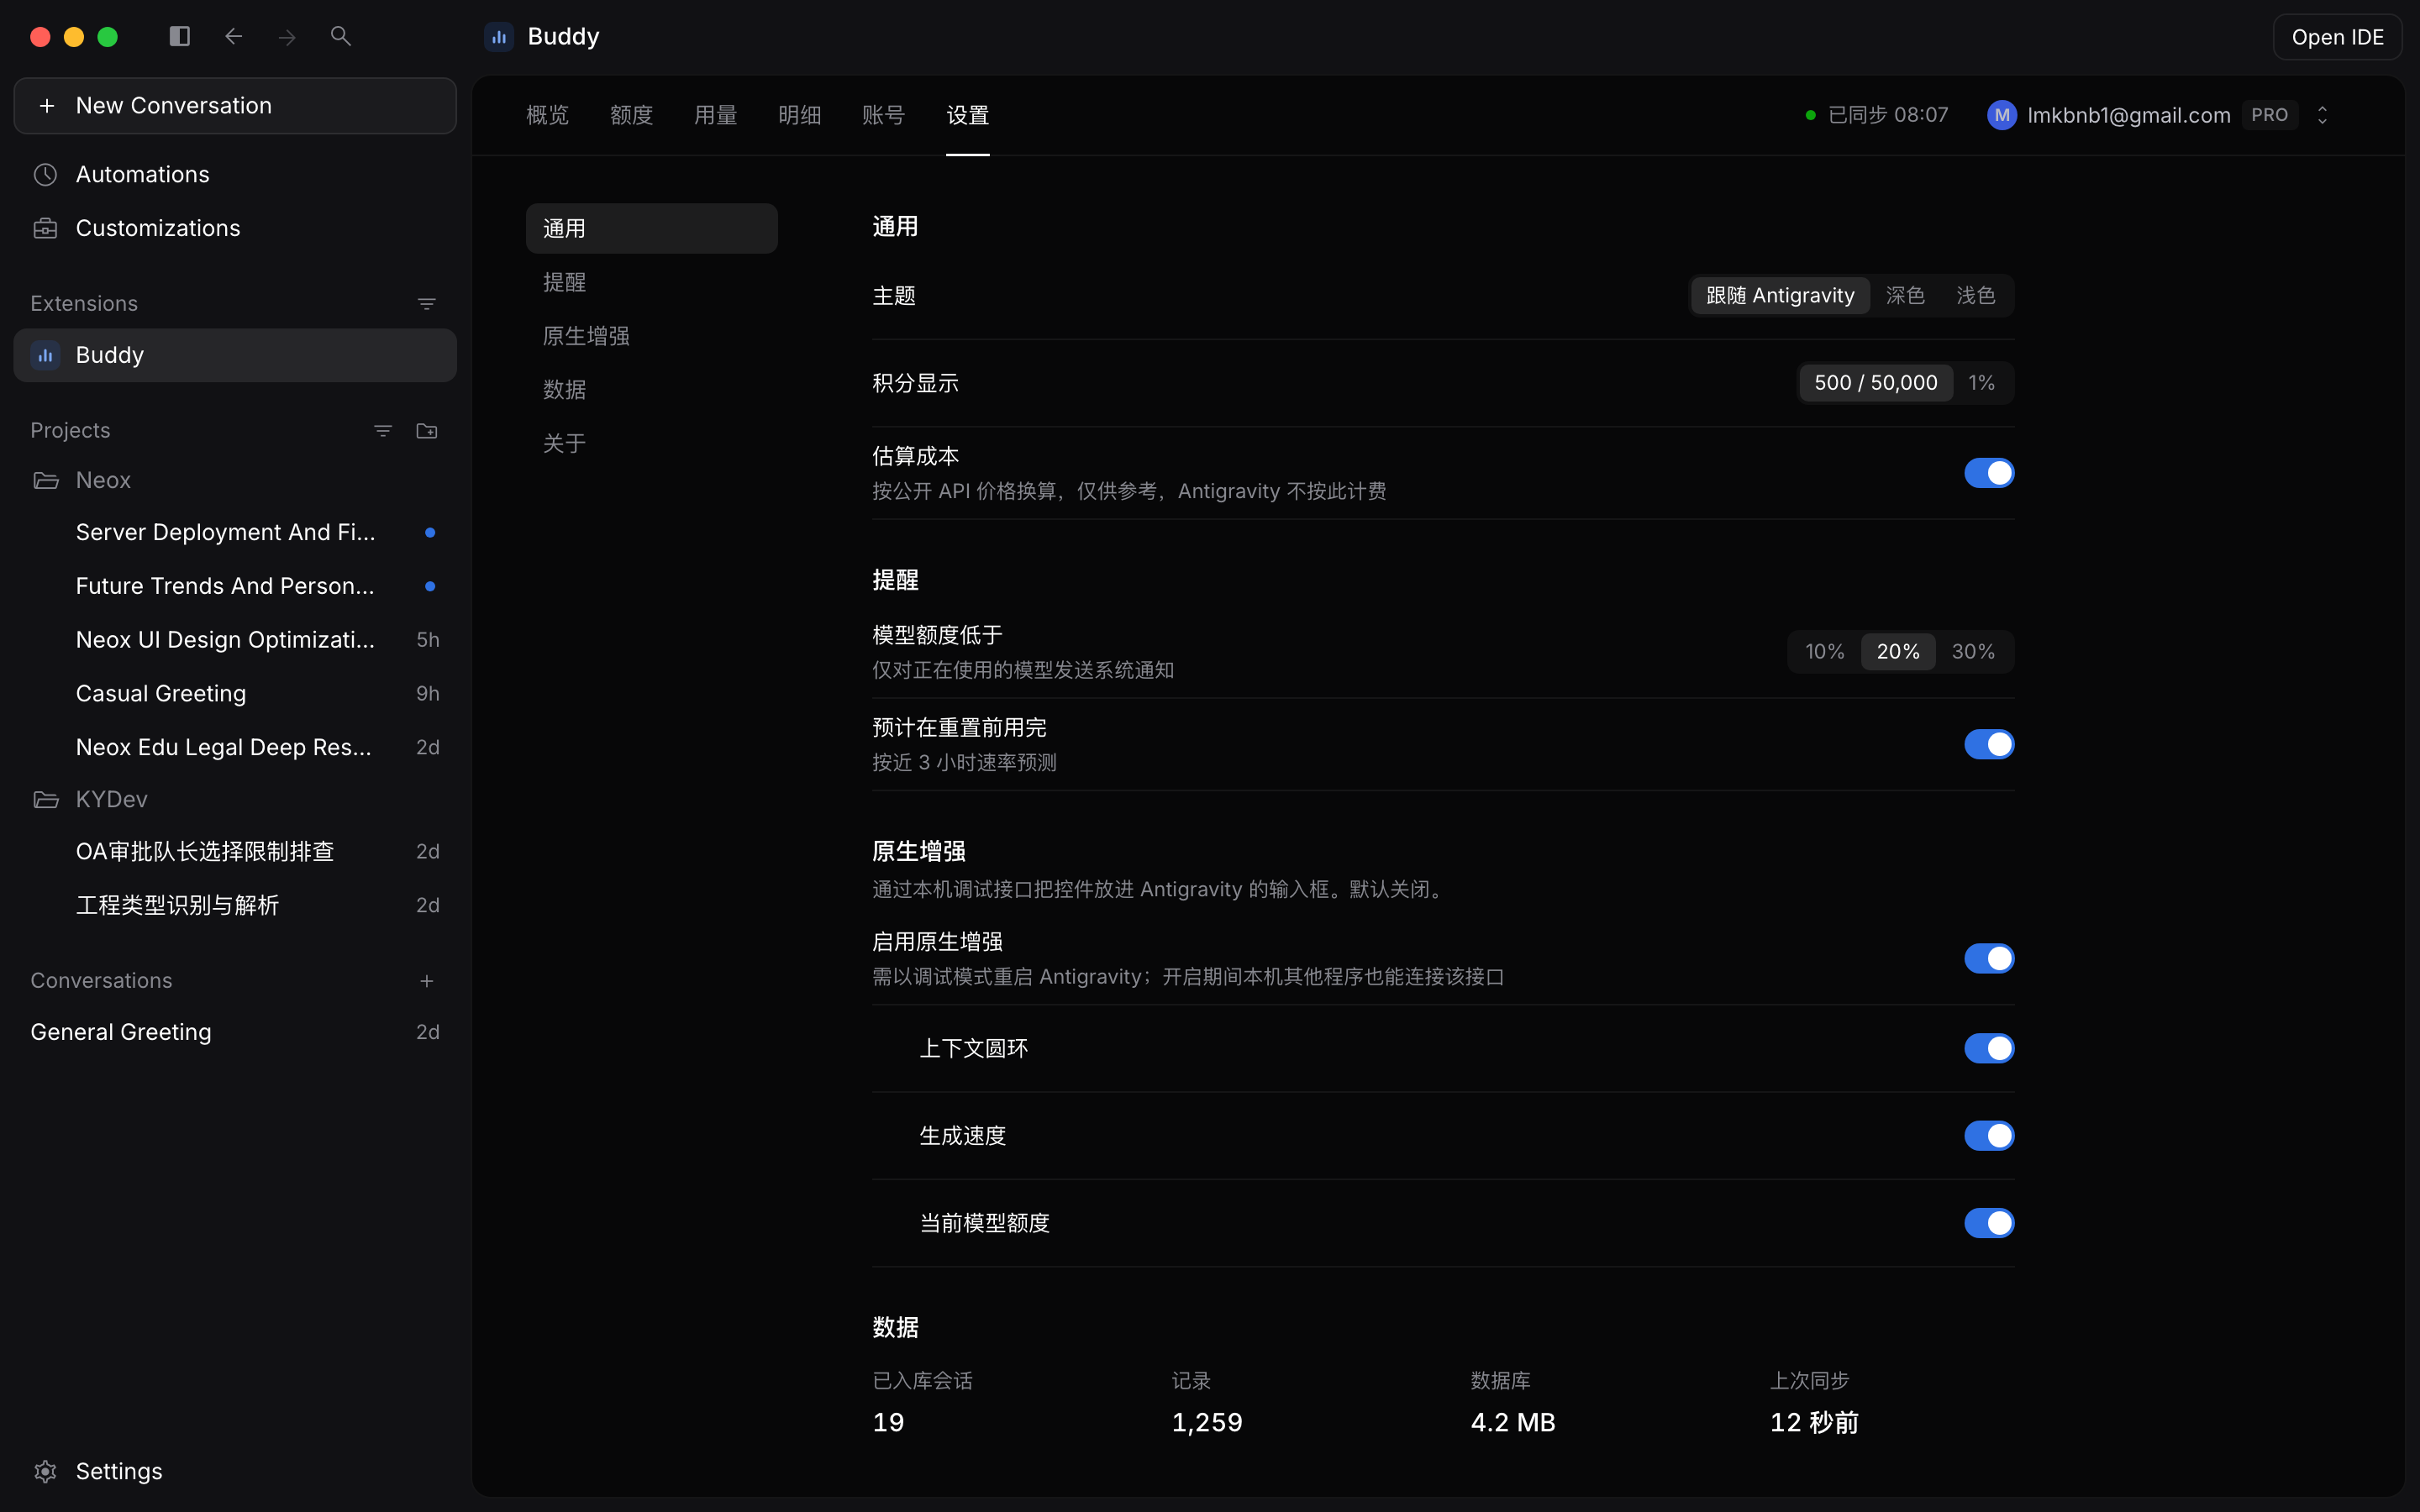 Buddy
Open IDE
New Conversation
Automations
Customizations
Extensions
Buddy
Projects
Neox
Server Deployment And Fi...
Future Trends And Person...
Neox UI Design Optimizati... 5h
Casual Greeting 9h
Neox Edu Legal Deep Res... 2d
KYDev
OA审批队长选择限制排查 2d
工程类型识别与解析 2d
Conversations
General Greeting 2d
Settings
概览 额度 用量 明细 账号 设置
已同步 08:07 M lmkbnb1@gmail.com PRO
通用
提醒
原生增强
数据
关于
通用
主题 跟随 Antigravity 深色 浅色
积分显示 500 / 50,000 1%
估算成本
按公开 API 价格换算，仅供参考，Antigravity 不按此计费
提醒
模型额度低于
仅对正在使用的模型发送系统通知
10% 20% 30%
预计在重置前用完
按近 3 小时速率预测
原生增强
通过本机调试接口把控件放进 Antigravity 的输入框。默认关闭。
启用原生增强
需以调试模式重启 Antigravity；开启期间本机其他程序也能连接该接口
上下文圆环
生成速度
当前模型额度
数据
已入库会话 记录 数据库 上次同步
19 1,259 4.2 MB 12 秒前